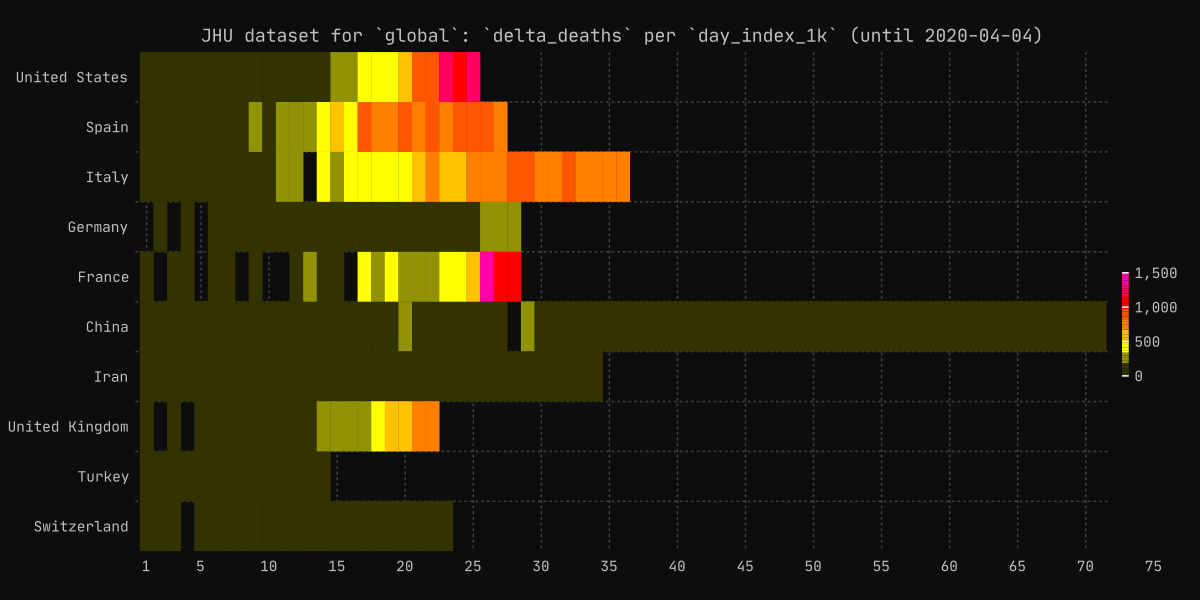 JHU dataset for `global`: `delta_deaths` per `day_index_1k` (until 2020-04-04)
United States
Spain
Italy
Germany
France
China
Iran
United Kingdom
Turkey
Switzerland
1,500
1,000
500
0
1 5 10 15 20 25 30 35 40 45 50 55 60 65 70 75